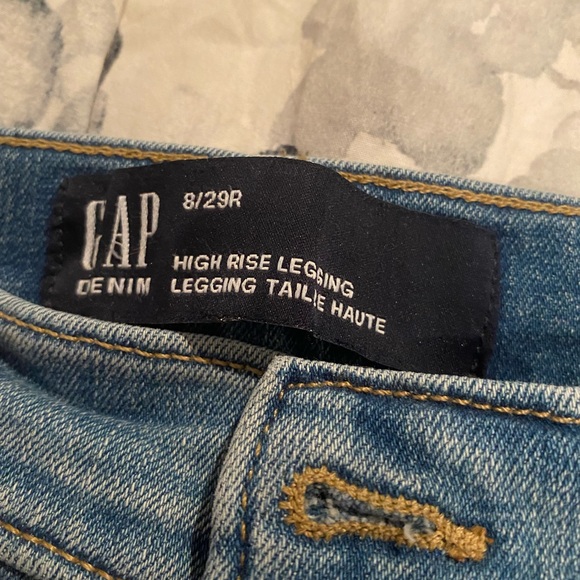 GAP
DENIM
8/29R
HIGH RISE LEGGING
LEGGING TAILLE HAUTE